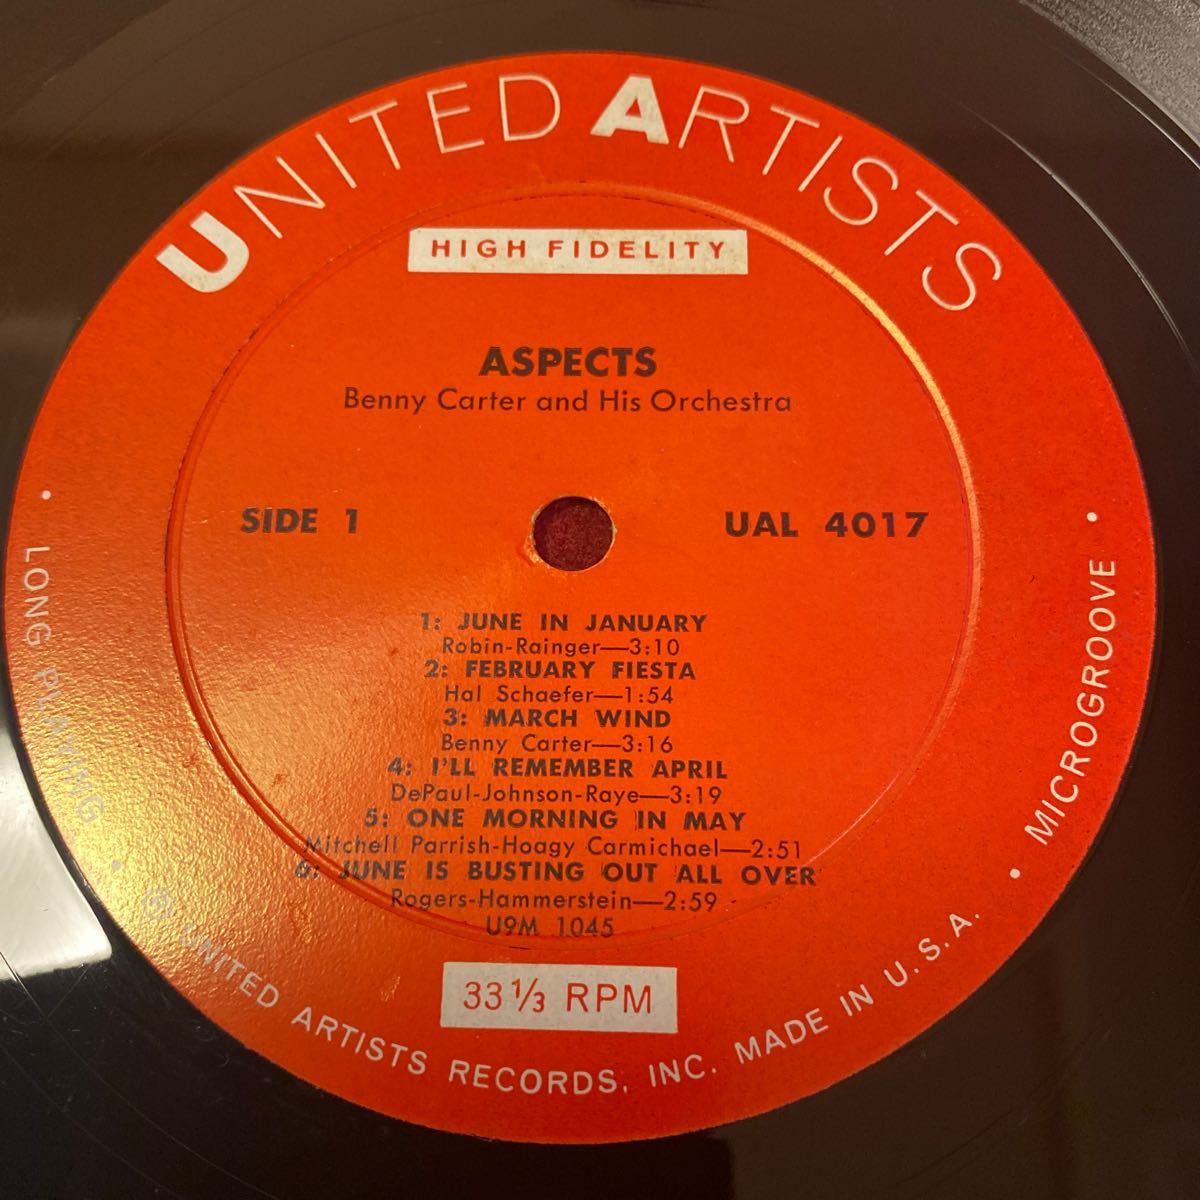 UNITED ARTISTS
HIGH FIDELITY
ASPECTS
Benny Carter and His Orchestra
SIDE 1
UAL 4017
1: JUNE IN JANUARY
Robin-Rainger—3:10
2: FEBRUARY FIESTA
Hal Schaefer—1:54
3: MARCH WIND
Benny Carter—3:16
4: I'LL REMEMBER APRIL
DePaul-Johnson-Raye—3:19
5: ONE MORNING IN MAY
Mitchell Parrish-Hoagy Carmichael—2:51
6: JUNE IS BUSTING OUT ALL OVER
Rogers-Hammerstein—2:59
U9M 1045
33 1/3 RPM
• LONG PLAYING • ℗ UNITED ARTISTS RECORDS, INC. MADE IN U.S.A. • MICROGROOVE •